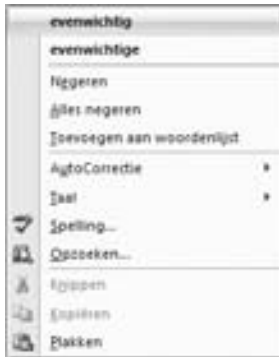 evenwichtig
evenwichtige
Negeren
Alles negeren
Toevoegen aan woordenlijst
AutoCorrectie
Taal
Spelling...
Opzoeken...
Knippen
Kopiëren
Plakken